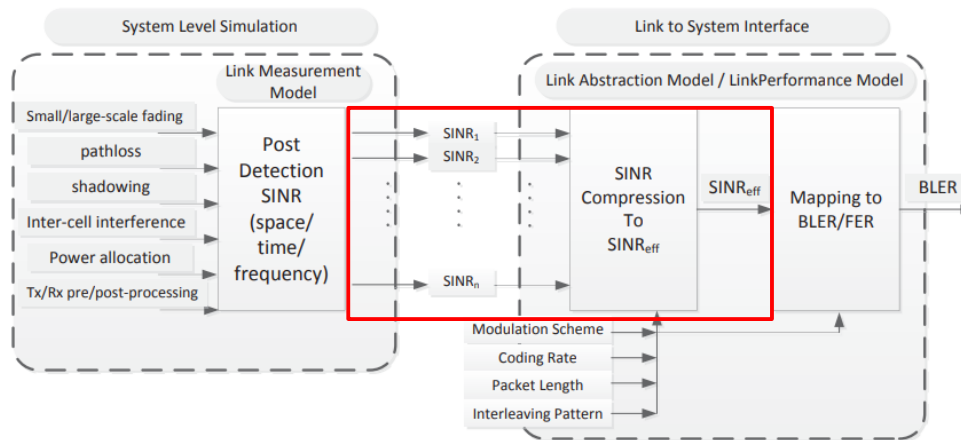 System Level Simulation
Link to System Interface
Link Measurement
Model
Link Abstraction Model / LinkPerformance Model
Small/large-scale fading
pathloss
shadowing
Inter-cell interference
Power allocation
Tx/Rx pre/post-processing
Post
Detection
SINR
(space/
time/
frequency)
SINR₁
SINR₂
SINRₙ
SINR
Compression
To
SINReff
SINReff
Mapping to
BLER/FER
BLER
Modulation Scheme
Coding Rate
Packet Length
Interleaving Pattern